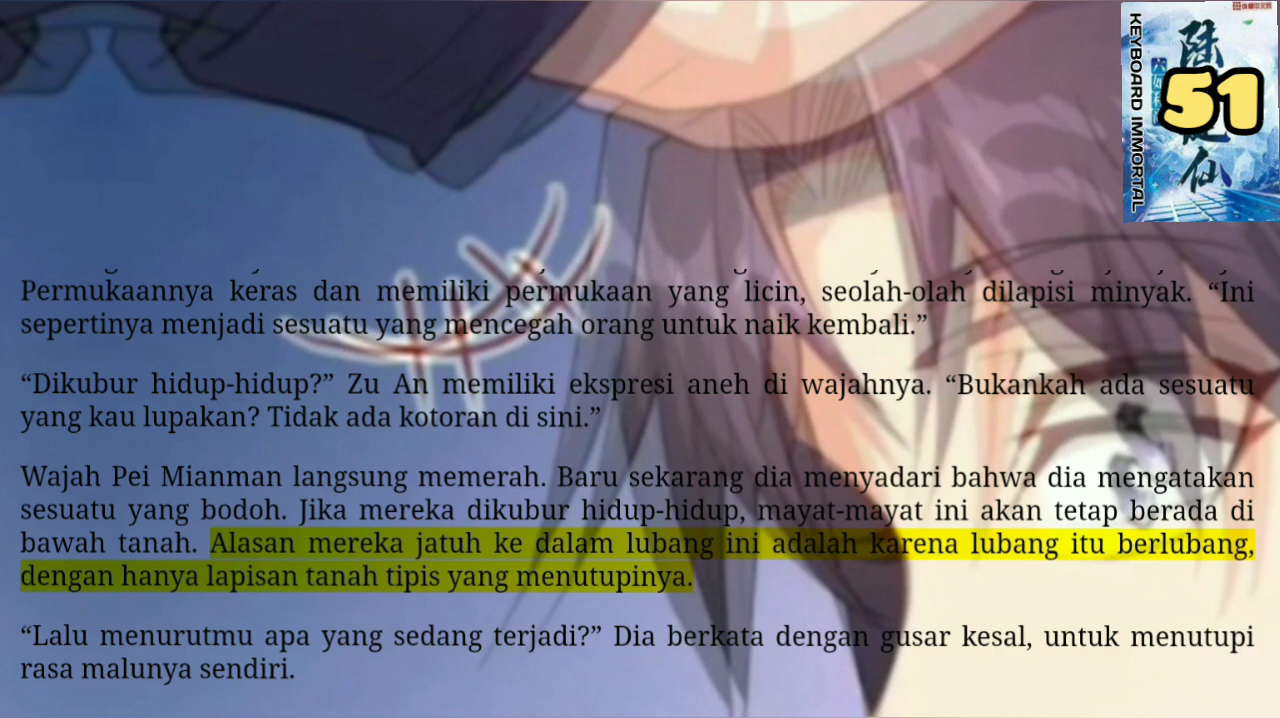 KEYBOARD IMMORTAL
51
Permukaannya keras dan memiliki permukaan yang licin, seolah-olah dilapisi minyak. “Ini
sepertinya menjadi sesuatu yang mencegah orang untuk naik kembali.”
“Dikubur hidup-hidup?” Zu An memiliki ekspresi aneh di wajahnya. “Bukankah ada sesuatu
yang kau lupakan? Tidak ada kotoran di sini.”
Wajah Pei Mianman langsung memerah. Baru sekarang dia menyadari bahwa dia mengatakan
sesuatu yang bodoh. Jika mereka dikubur hidup-hidup, mayat-mayat ini akan tetap berada di
bawah tanah. Alasan mereka jatuh ke dalam lubang ini adalah karena lubang itu berlubang,
dengan hanya lapisan tanah tipis yang menutupinya.
“Lalu menurutmu apa yang sedang terjadi?” Dia berkata dengan gusar kesal, untuk menutupi
rasa malunya sendiri.